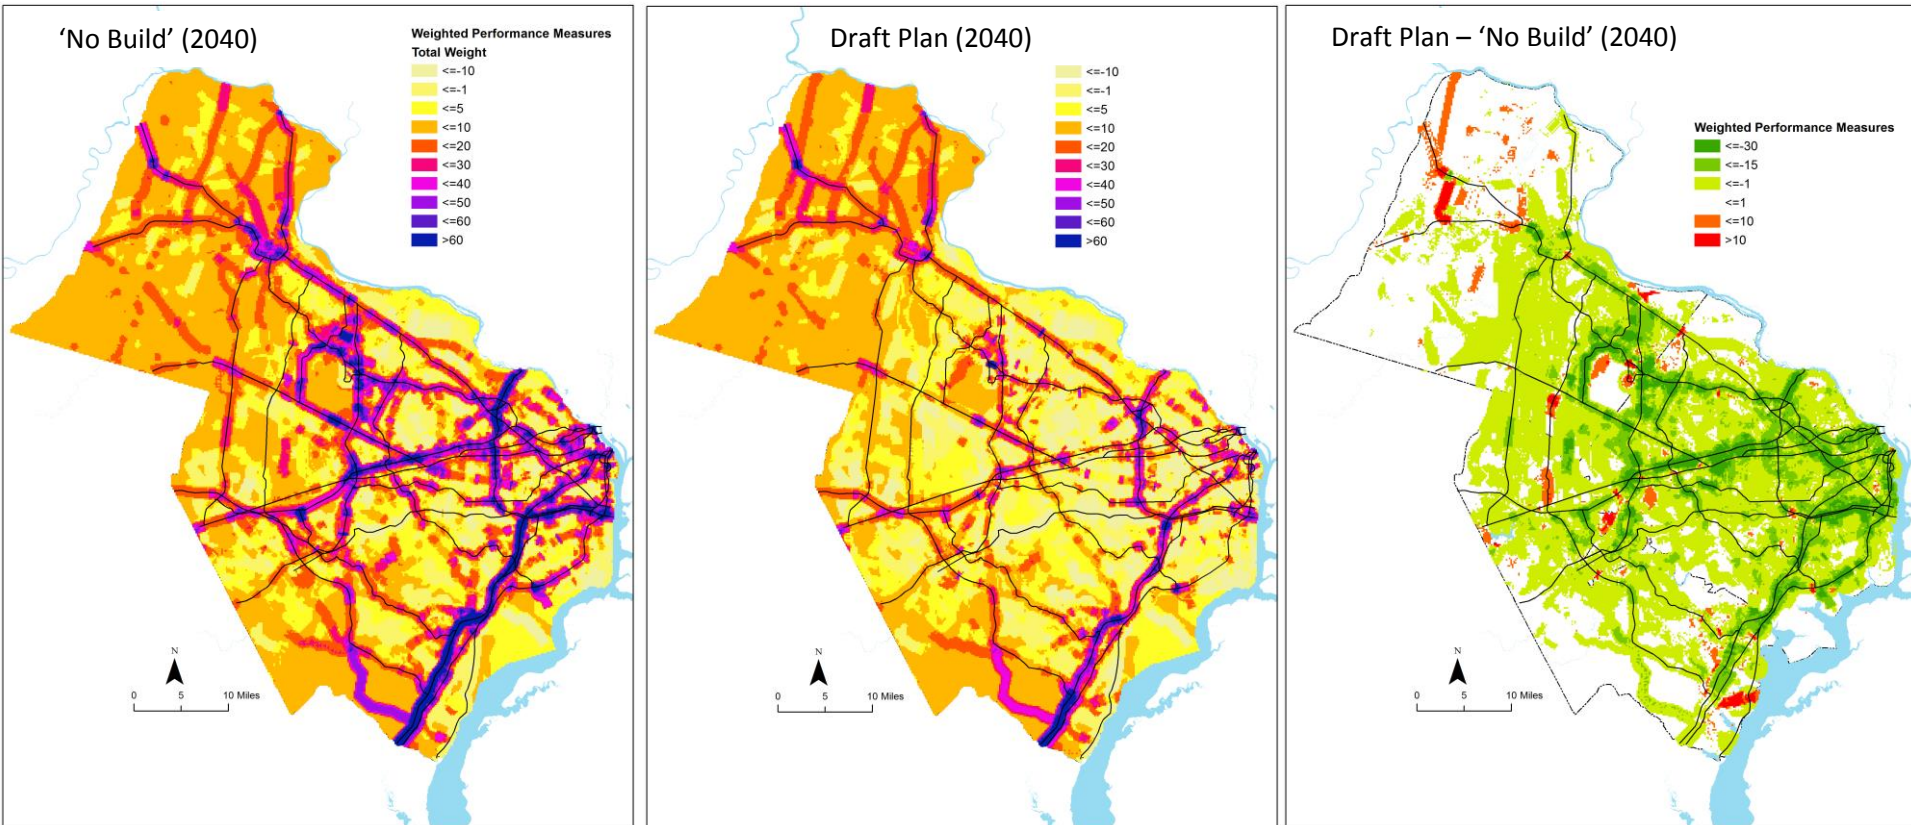 ‘No Build’ (2040)
Weighted Performance Measures
Total Weight
<=-10
<=-1
<=5
<=10
<=20
<=30
<=40
<=50
<=60
>60
N
0 5 10 Miles
Draft Plan (2040)
<=-10
<=-1
<=5
<=10
<=20
<=30
<=40
<=50
<=60
>60
N
0 5 10 Miles
Draft Plan – ‘No Build’ (2040)
Weighted Performance Measures
<=-30
<=-15
<=-1
<=1
<=10
>10
N
0 5 10 Miles